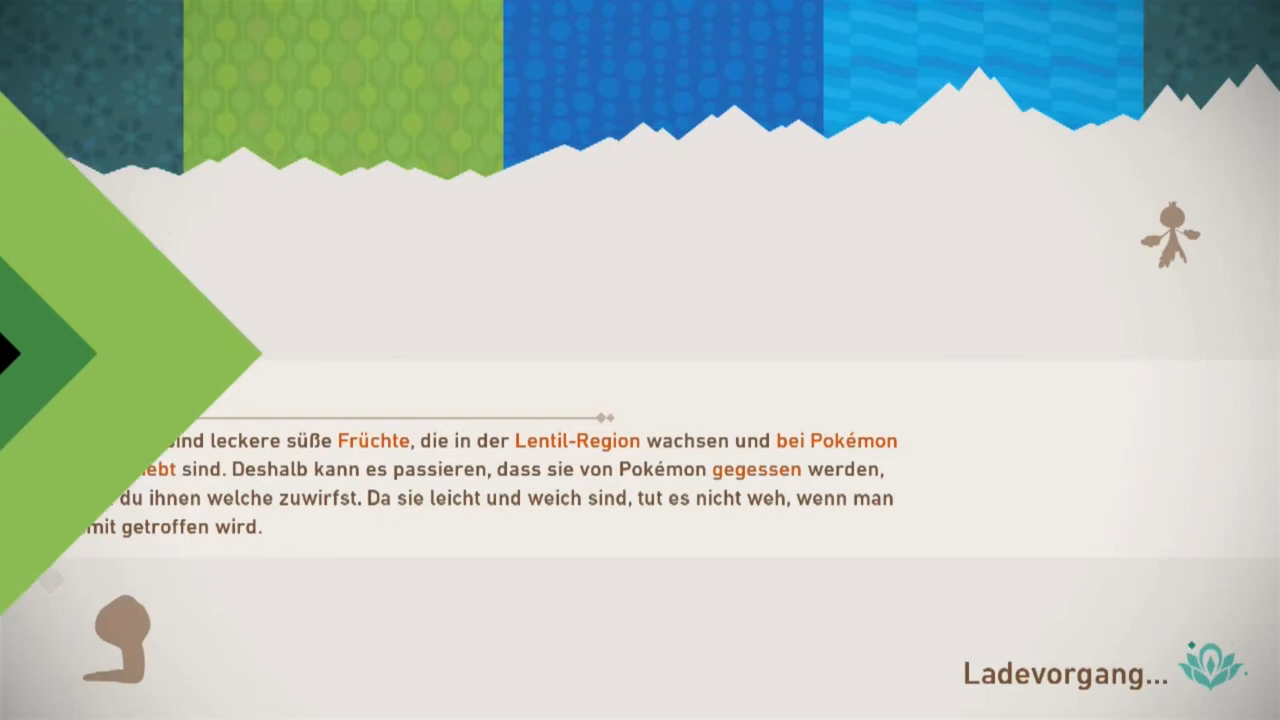 sind leckere süße Früchte, die in der Lentil-Region wachsen und bei Pokémon
sind. Deshalb kann es passieren, dass sie von Pokémon gegessen werden,
du ihnen welche zuwirfst. Da sie leicht und weich sind, tut es nicht weh, wenn man
getroffen wird.
Ladevorgang...